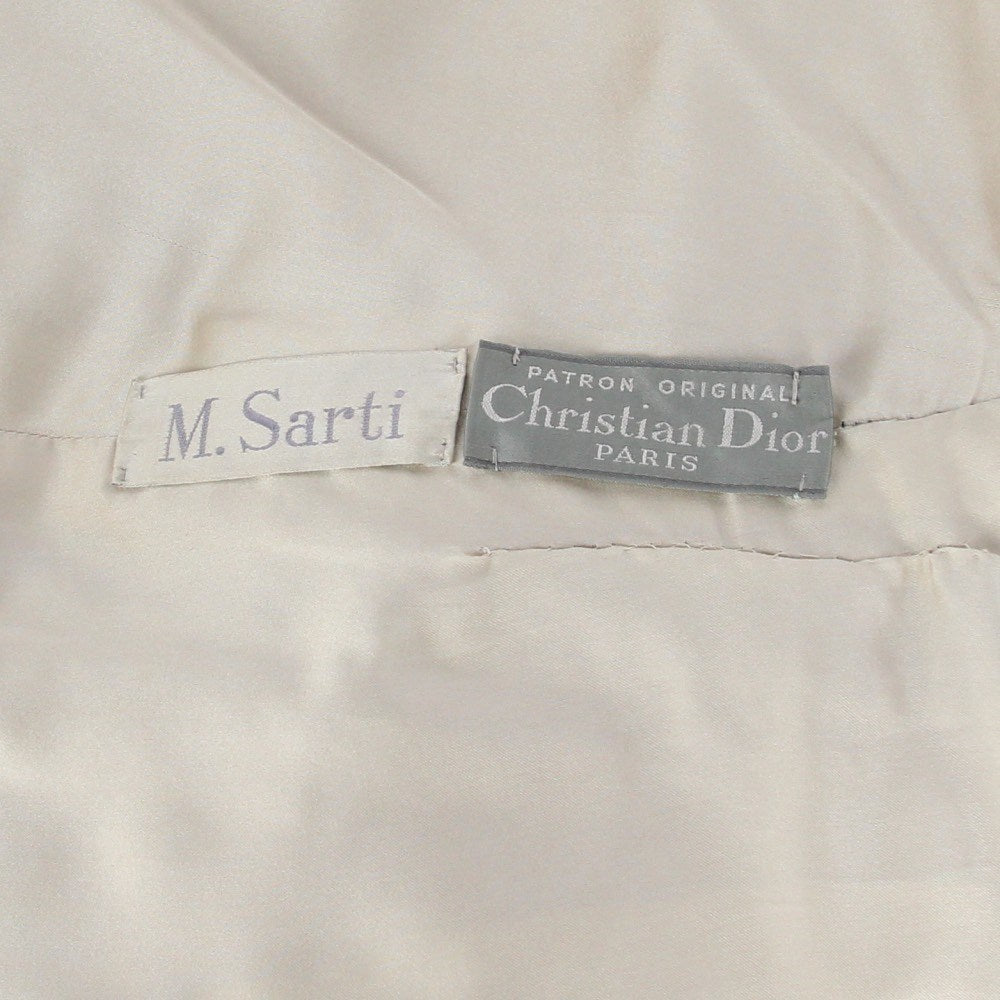 M. Sarti
PATRON ORIGINAL
Christian Dior
PARIS